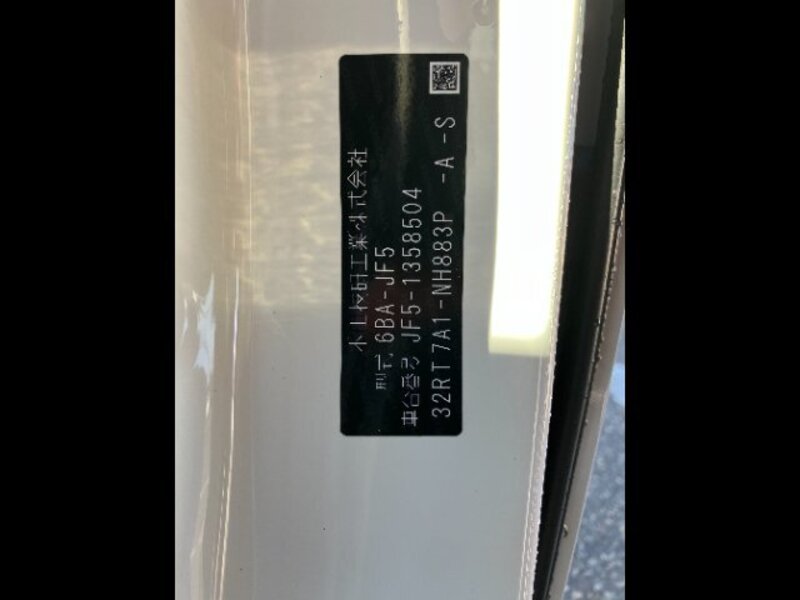 本田技研工業株式会社
型式 6BA-JF5
車台番号 JF5-1358504
32RT7A1-NH883P -A -S